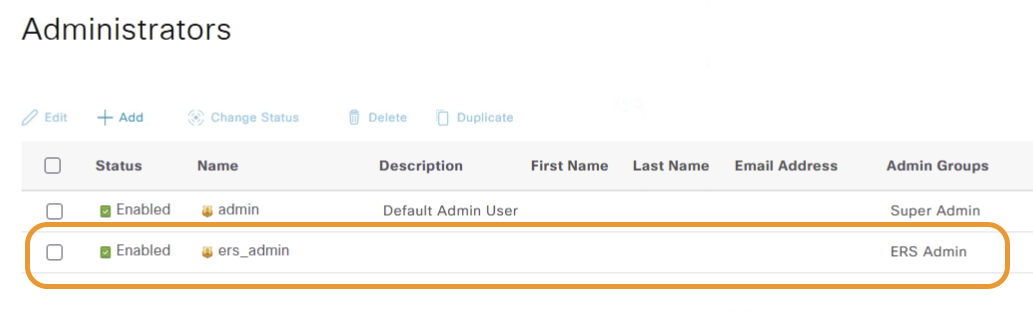 Administrators
Edit Add Change Status Delete Duplicate
Status Name Description First Name Last Name Email Address Admin Groups
Enabled admin Default Admin User Super Admin
Enabled ers_admin ERS Admin